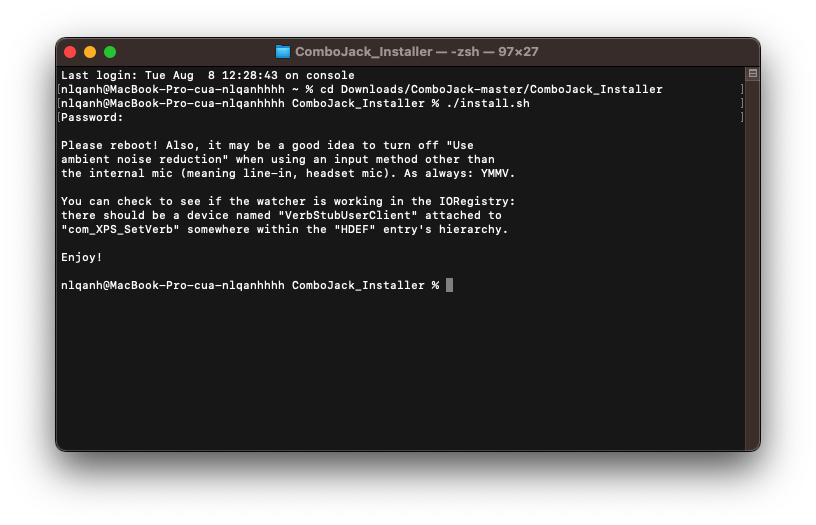 ComboJack_Installer — -zsh — 97×27
Last login: Tue Aug  8 12:28:43 on console
[nlqanh@MacBook-Pro-cua-nlqanhhhh ~ % cd Downloads/ComboJack-master/ComboJack_Installer ]
[nlqanh@MacBook-Pro-cua-nlqanhhhh ComboJack_Installer % ./install.sh ]
[Password: ]
Please reboot! Also, it may be a good idea to turn off "Use
ambient noise reduction" when using an input method other than
the internal mic (meaning line-in, headset mic). As always: YMMV.
You can check to see if the watcher is working in the IORegistry:
there should be a device named "VerbStubUserClient" attached to
"com_XPS_SetVerb" somewhere within the "HDEF" entry's hierarchy.
Enjoy!
nlqanh@MacBook-Pro-cua-nlqanhhhh ComboJack_Installer %